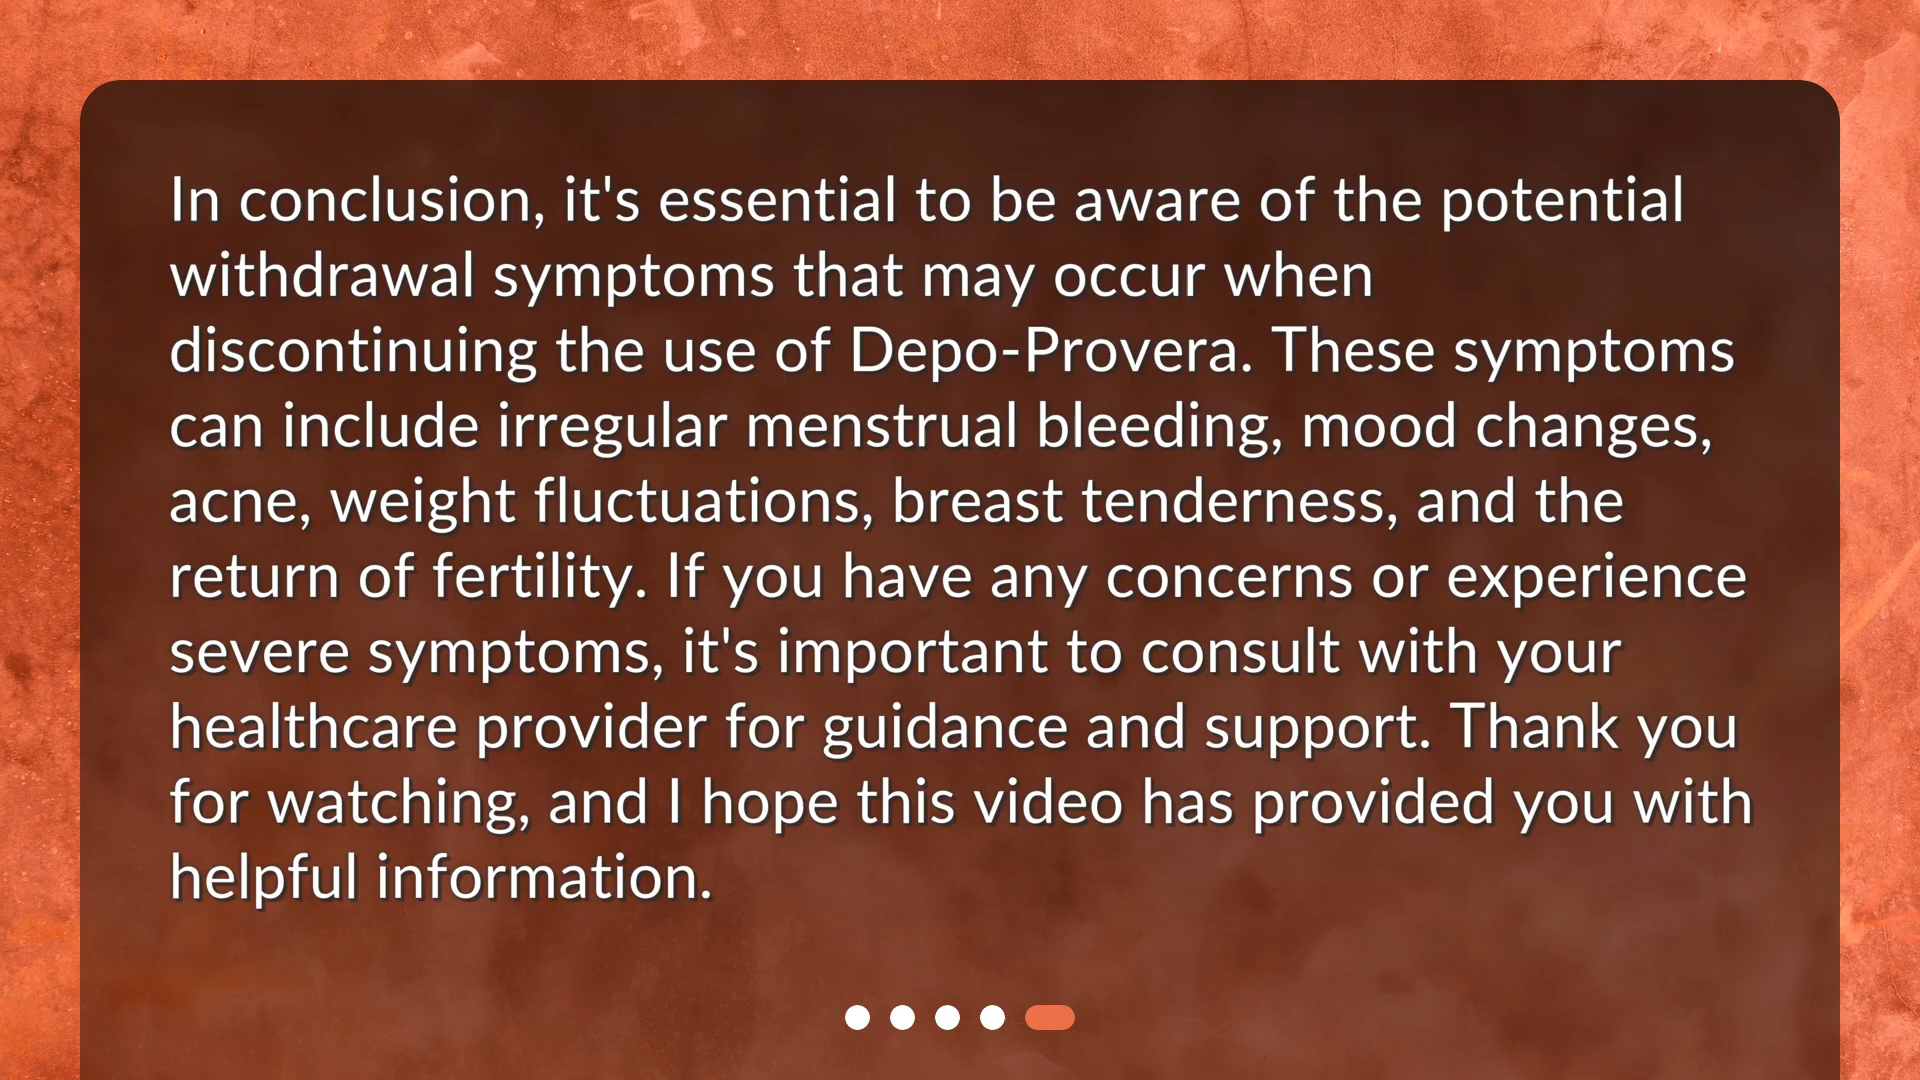 In conclusion, it's essential to be aware of the potential
withdrawal symptoms that may occur when
discontinuing the use of Depo-Provera. These symptoms
can include irregular menstrual bleeding, mood changes,
acne, weight fluctuations, breast tenderness, and the
return of fertility. If you have any concerns or experience
severe symptoms, it's important to consult with your
healthcare provider for guidance and support. Thank you
for watching, and I hope this video has provided you with
helpful information.